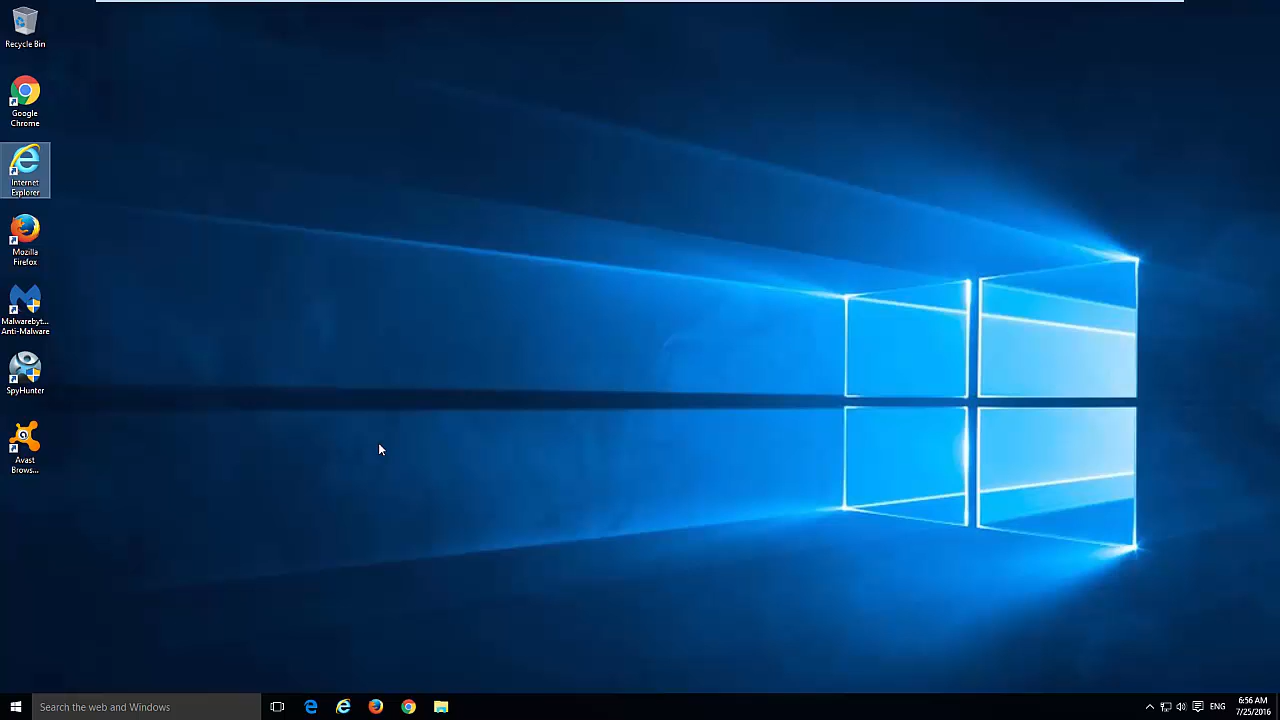 Recycle Bin
Google
Chrome
Internet
Explorer
Mozilla
Firefox
Malwarebyt...
Anti-Malware
SpyHunter
Avast
Brows...
Search the web and Windows
ENG
6:56 AM
7/25/2016